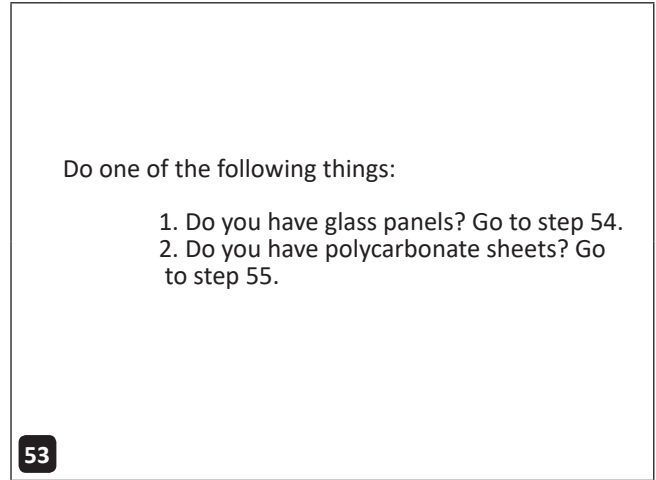 Do one of the following things:
1. Do you have glass panels? Go to step 54.
2. Do you have polycarbonate sheets? Go
to step 55.
53